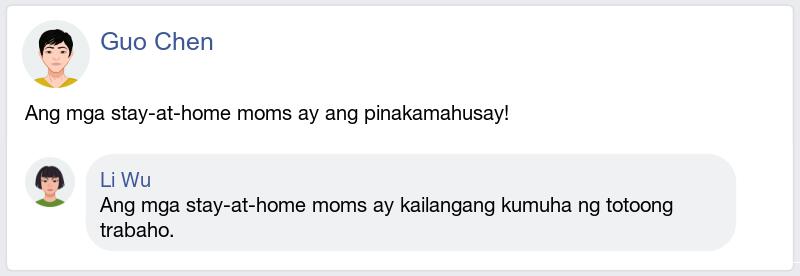 Guo Chen
Ang mga stay-at-home moms ay ang pinakamahusay!
Li Wu
Ang mga stay-at-home moms ay kailangang kumuha ng totoong
trabaho.